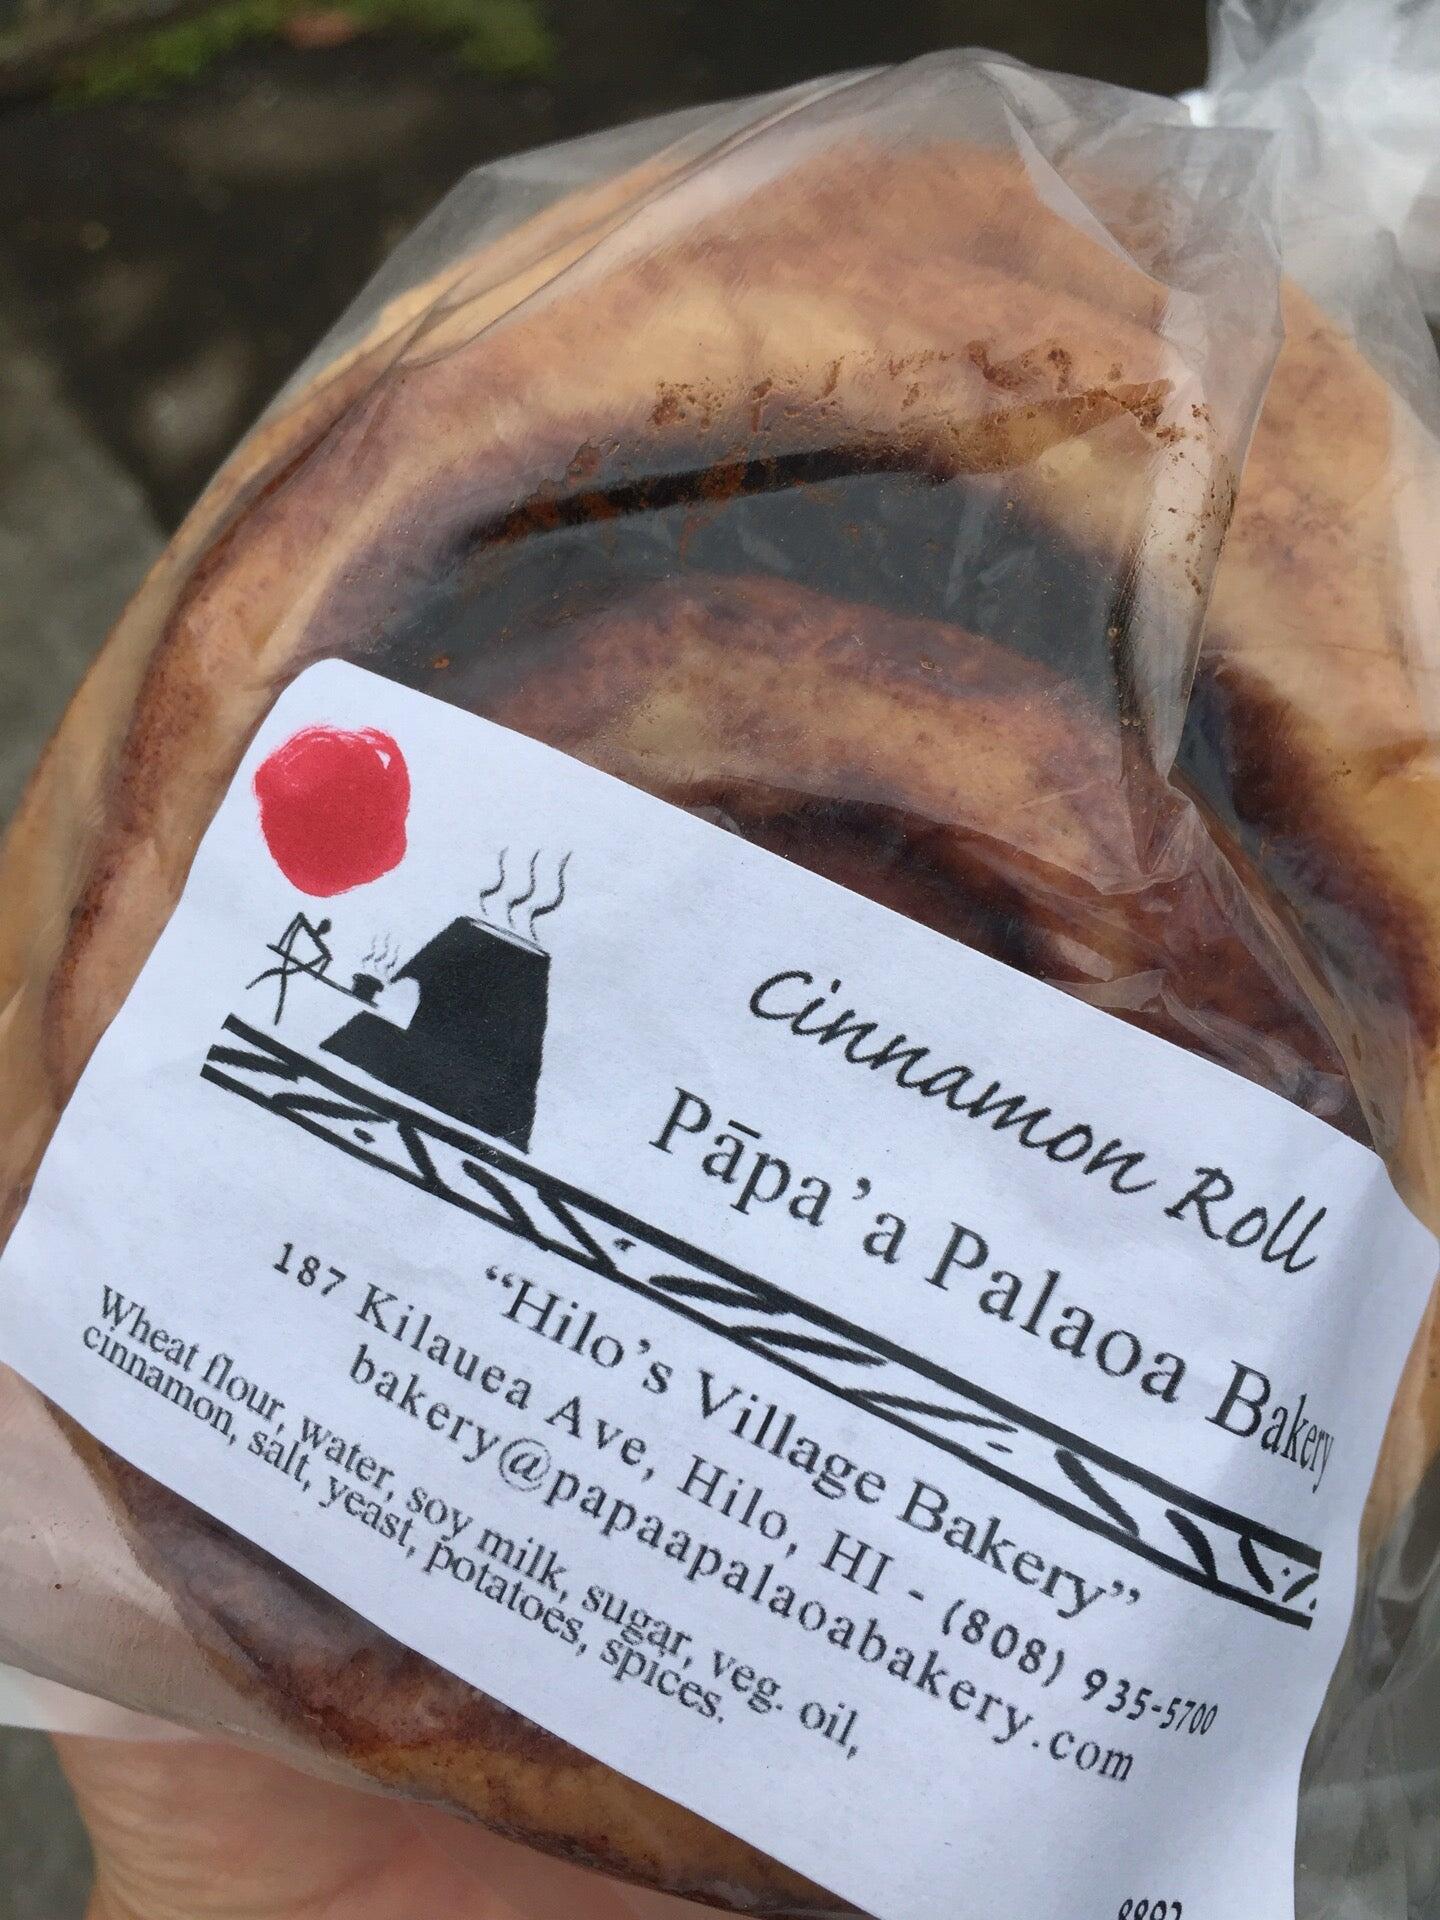 Cinnamon Roll
Pāpa'a Palaoa Bakery
"Hilo's Village Bakery"
187 Kilauea Ave, Hilo, HI - (808) 935-5700
bakery@papaapalaoabakery.com
Wheat flour, water, soy milk, sugar, veg. oil,
cinnamon, salt, yeast, potatoes, spices.